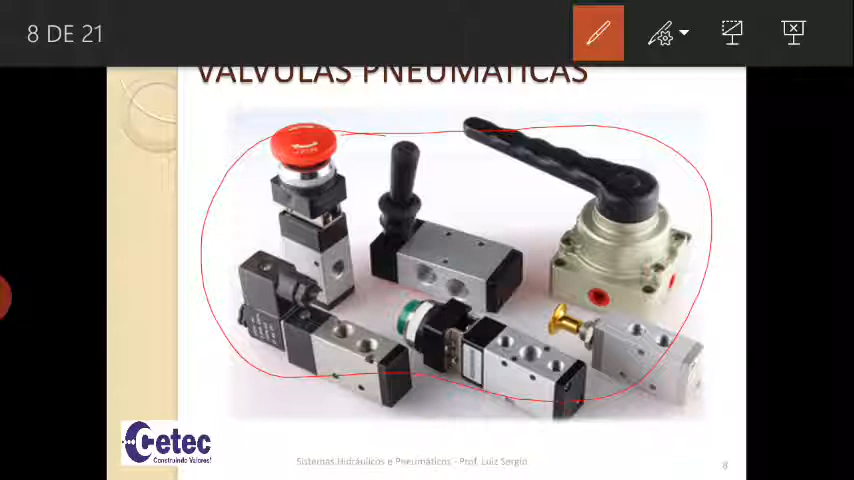 8 DE 21
VÁLVULAS PNEUMÁTICAS
Cetec
Construindo Valores!
Sistemas Hidráulicos e Pneumáticos - Prof. Luiz Sergio
8